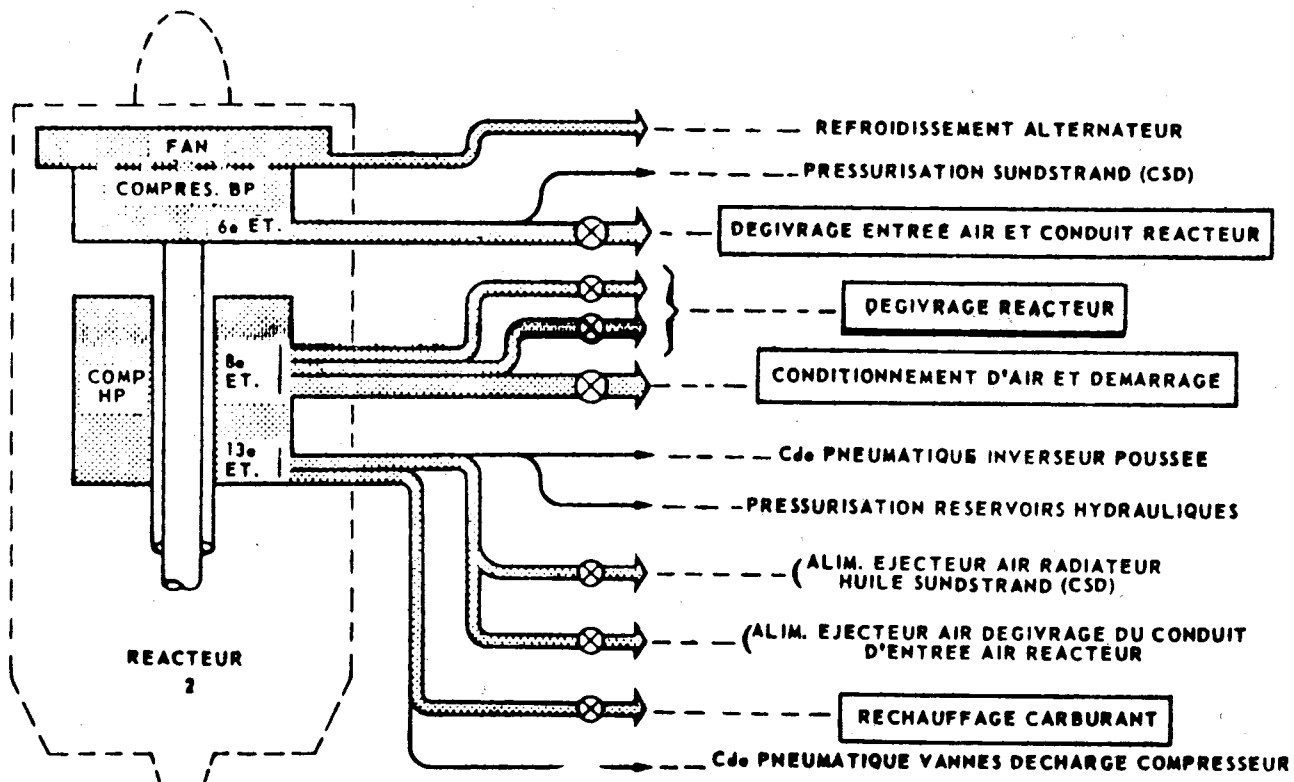 FAN
COMPRES. BP
6e ET.
COMP
HP
8e
ET.
13e
ET.
REACTEUR
2
REFROIDISSEMENT ALTERNATEUR
PRESSURISATION SUNDSTRAND (CSD)
DEGIVRAGE ENTREE AIR ET CONDUIT REACTEUR
DEGIVRAGE REACTEUR
CONDITIONNEMENT D'AIR ET DEMARRAGE
Cde PNEUMATIQUE INVERSEUR POUSSEE
PRESSURISATION RESERVOIRS HYDRAULIQUES
(ALIM. EJECTEUR AIR RADIATEUR
HUILE SUNDSTRAND (CSD)
(ALIM. EJECTEUR AIR DEGIVRAGE DU CONDUIT
D'ENTREE AIR REACTEUR
RECHAUFFAGE CARBURANT
Cde PNEUMATIQUE VANNES DECHARGE COMPRESSEUR